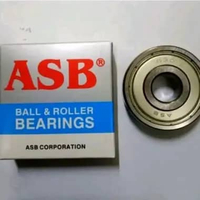 ASB®
BALL & ROLLER
BEARINGS
ASB CORPORATION